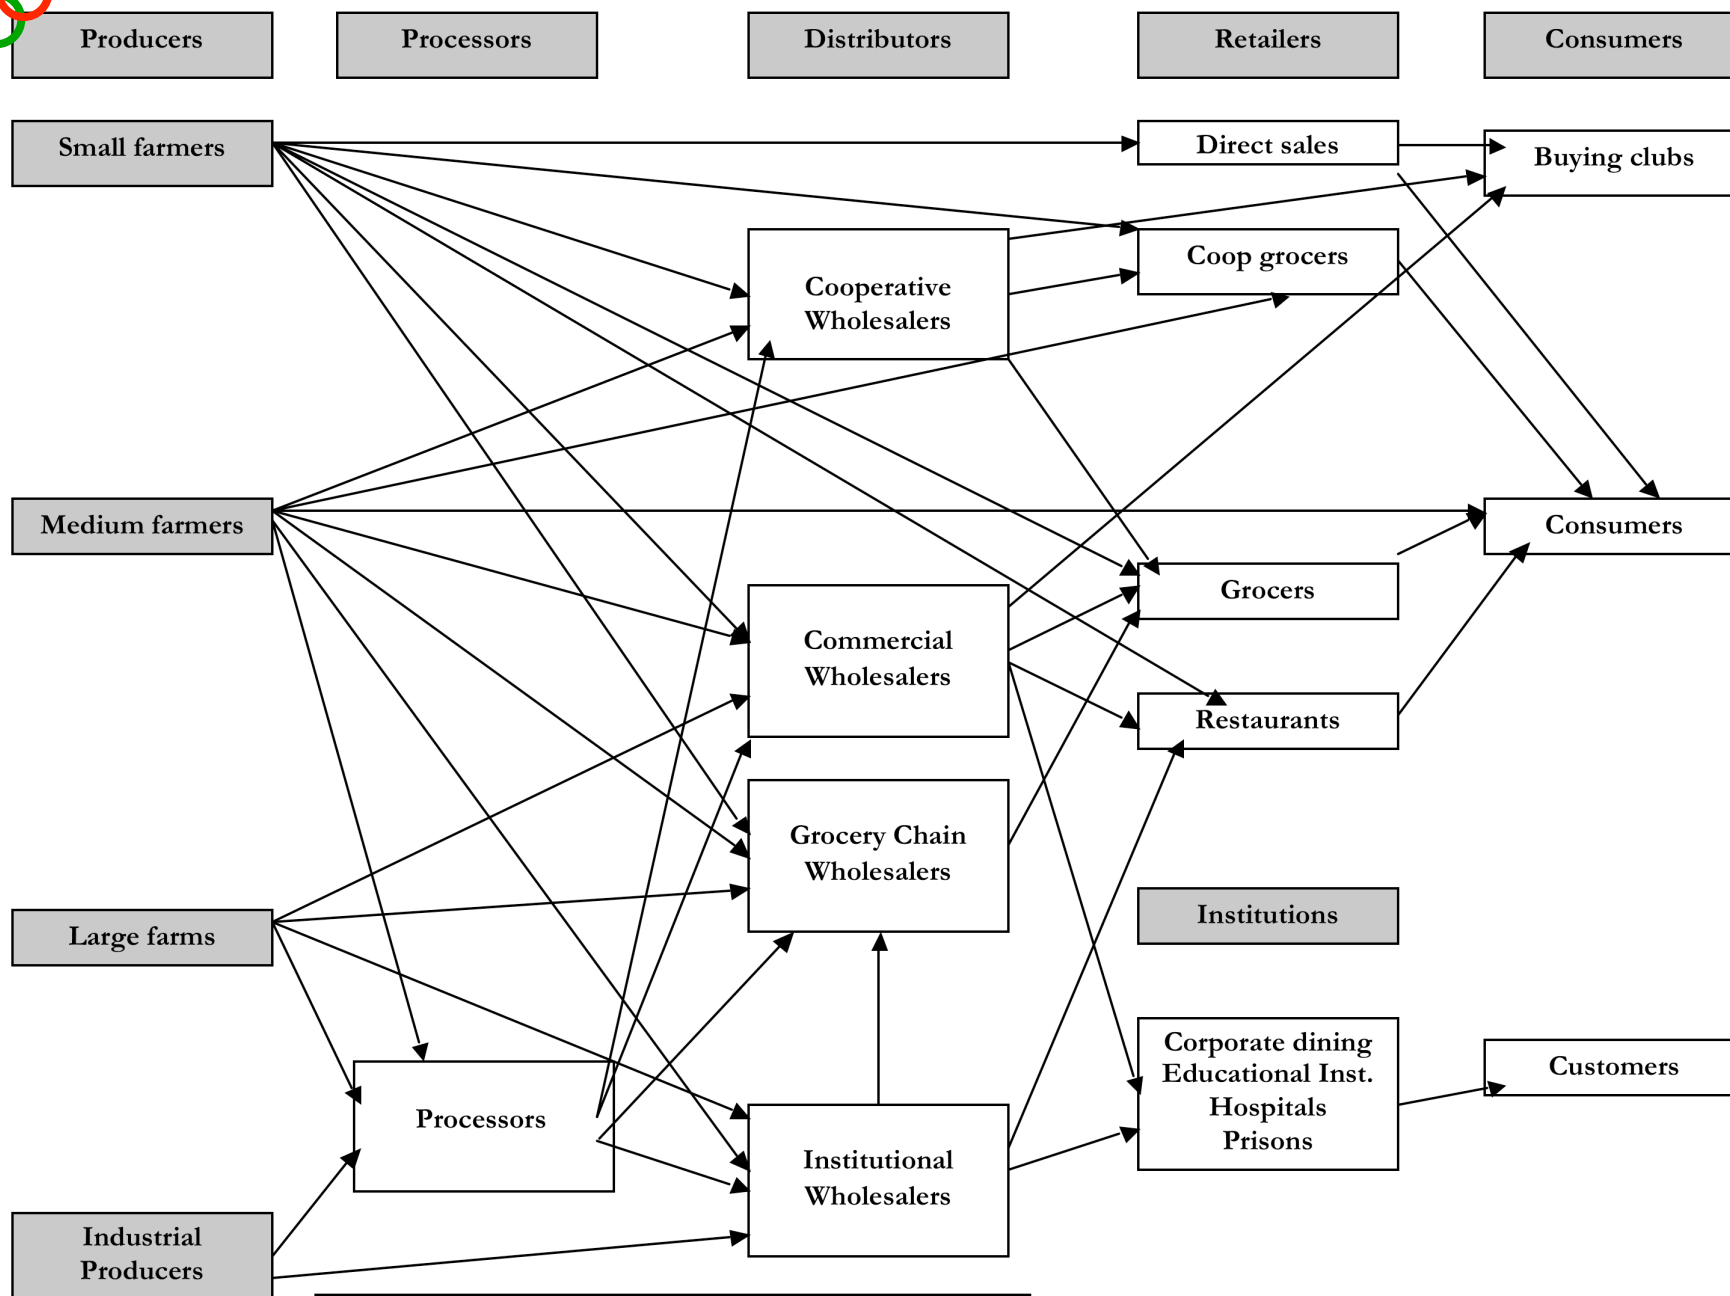 Producers
Processors
Distributors
Retailers
Consumers
Small farmers
Direct sales
Buying clubs
Coop grocers
Cooperative
Wholesalers
Medium farmers
Consumers
Grocers
Commercial
Wholesalers
Restaurants
Grocery Chain
Wholesalers
Large farms
Institutions
Corporate dining
Educational Inst.
Hospitals
Prisons
Customers
Processors
Institutional
Wholesalers
Industrial
Producers